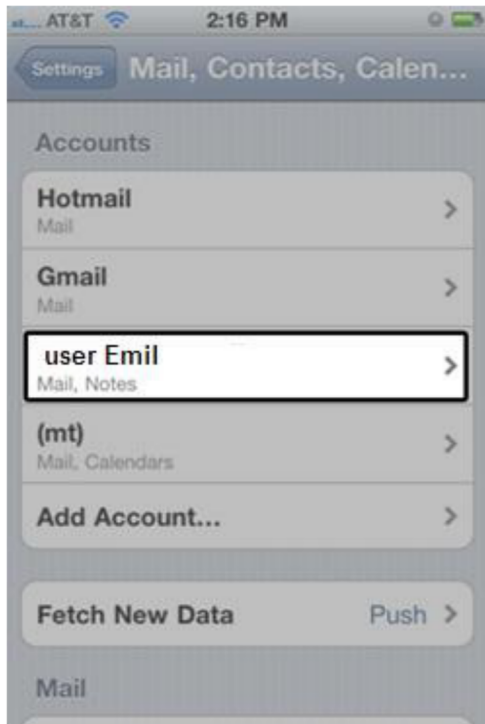 AT&T 2:16 PM
Settings Mail, Contacts, Calen...
Accounts
Hotmail
Mail
Gmail
Mail
user Emil
Mail, Notes
(mt)
Mail, Calendars
Add Account...
Fetch New Data Push
Mail